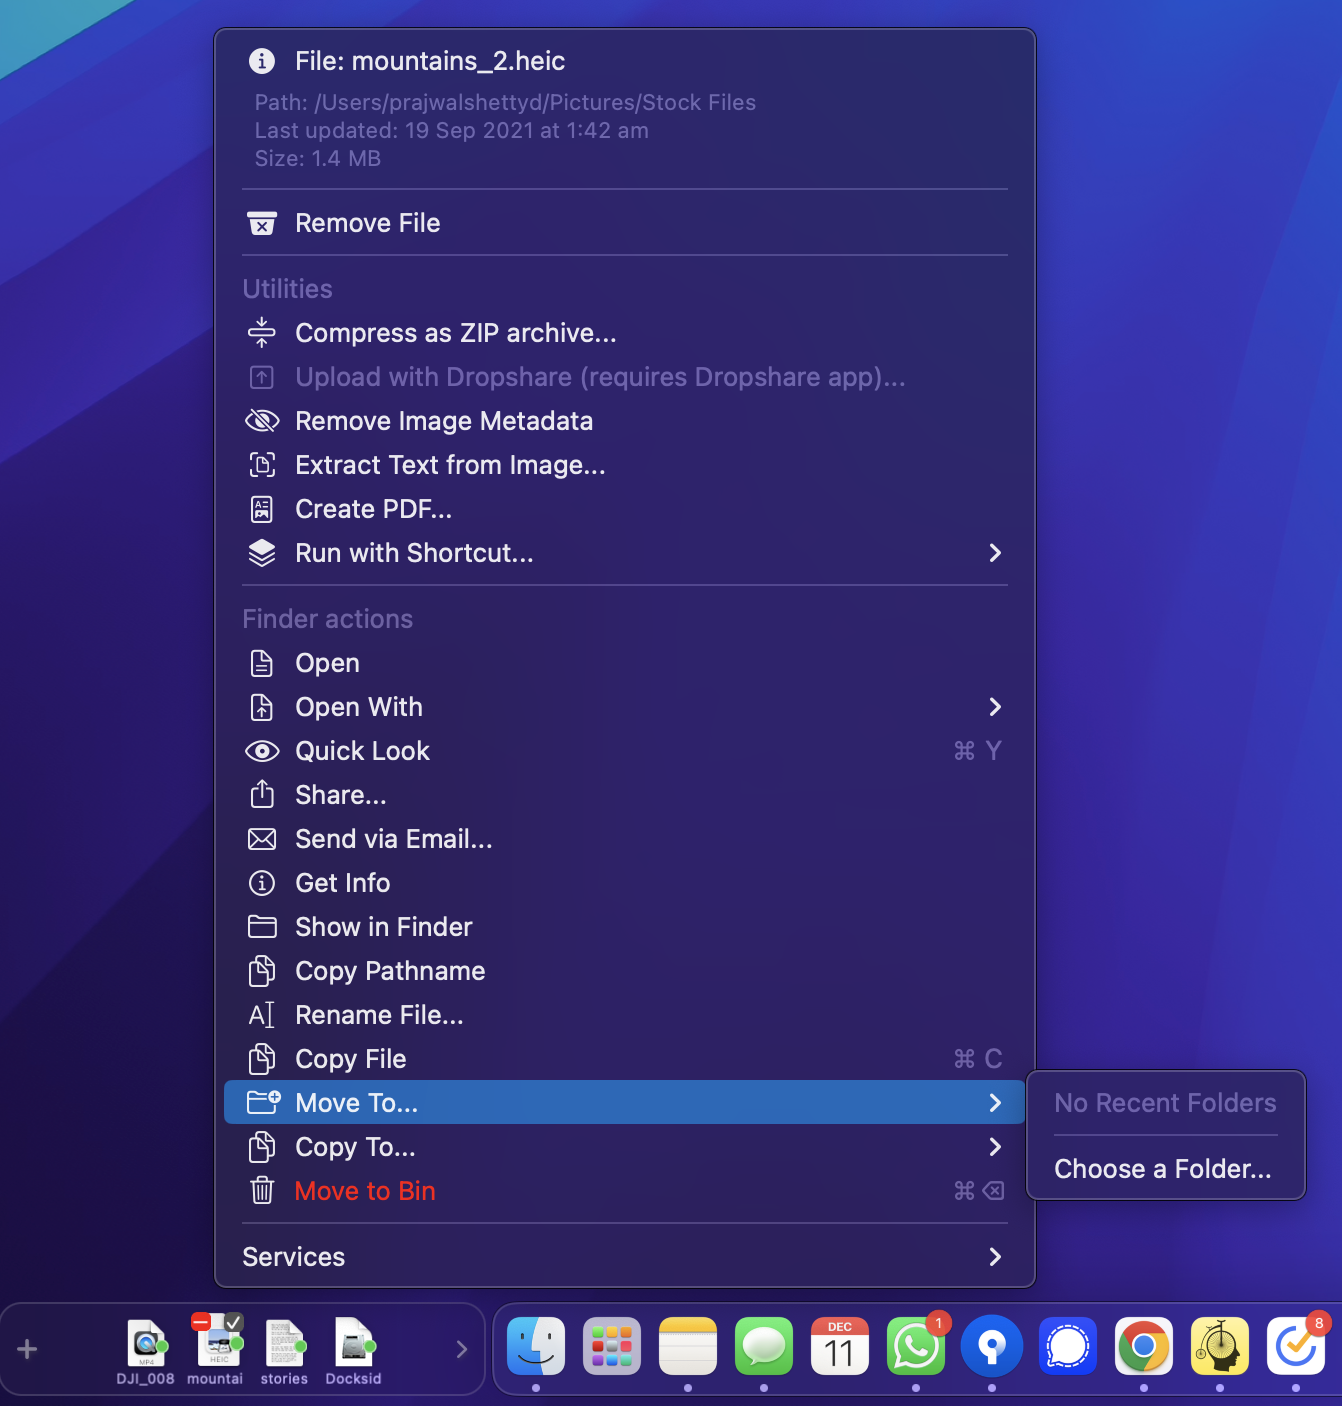 File: mountains_2.heic
Path: /Users/prajwalshettyd/Pictures/Stock Files
Last updated: 19 Sep 2021 at 1:42 am
Size: 1.4 MB
Remove File
Utilities
Compress as ZIP archive...
Upload with Dropshare (requires Dropshare app)...
Remove Image Metadata
Extract Text from Image...
Create PDF...
Run with Shortcut...
Finder actions
Open
Open With
Quick Look ⌘ Y
Share...
Send via Email...
Get Info
Show in Finder
Copy Pathname
Rename File...
Copy File ⌘ C
Move To...
No Recent Folders
Copy To...
Choose a Folder...
Move to Bin ⌘⌫
Services
MP4
HEIC
DJI_008 mountai stories Docksid
DEC
11
1
8